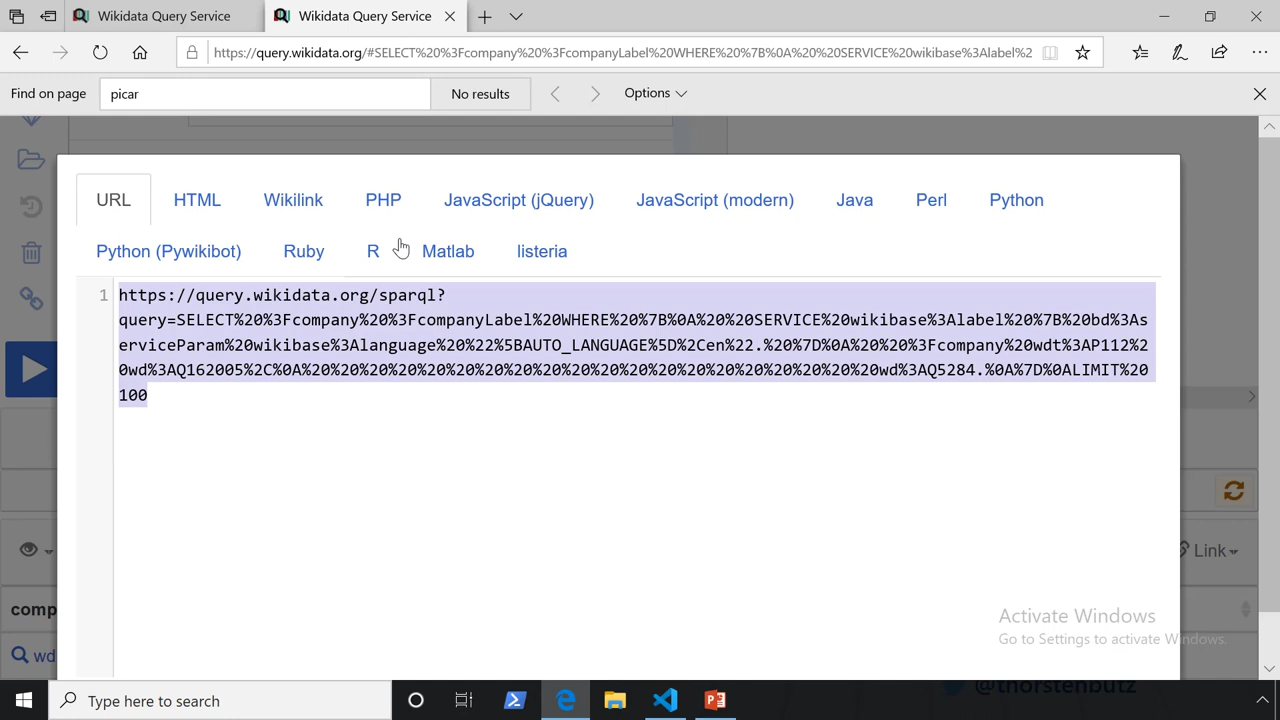 Wikidata Query Service
Wikidata Query Service
https://query.wikidata.org/#SELECT%20%3Fcompany%20%3FcompanyLabel%20WHERE%20%7B%0A%20%20SERVICE%20wikibase%3Alabel%2
Find on page
picar
No results
Options
URL
HTML
Wikilink
PHP
JavaScript (jQuery)
JavaScript (modern)
Java
Perl
Python
Python (Pywikibot)
Ruby
R
Matlab
listeria
1
https://query.wikidata.org/sparql?
query=SELECT%20%3Fcompany%20%3FcompanyLabel%20WHERE%20%7B%0A%20%20SERVICE%20wikibase%3Alabel%20%7B%20bd%3As
erviceParam%20wikibase%3Alanguage%20%22%5BAUTO_LANGUAGE%5D%2Cen%22.%20%7D%0A%20%20%3Fcompany%20wdt%3AP112%2
0wd%3AQ162005%2C%0A%20%20%20%20%20%20%20%20%20%20%20%20%20%20%20%20%20%20%20%20%20%20wd%3AQ5284.%0A%7D%0ALIMIT%20
100
Link
comp
wd
Activate Windows
Go to Settings to activate Windows.
@thorstenbutz
Type here to search